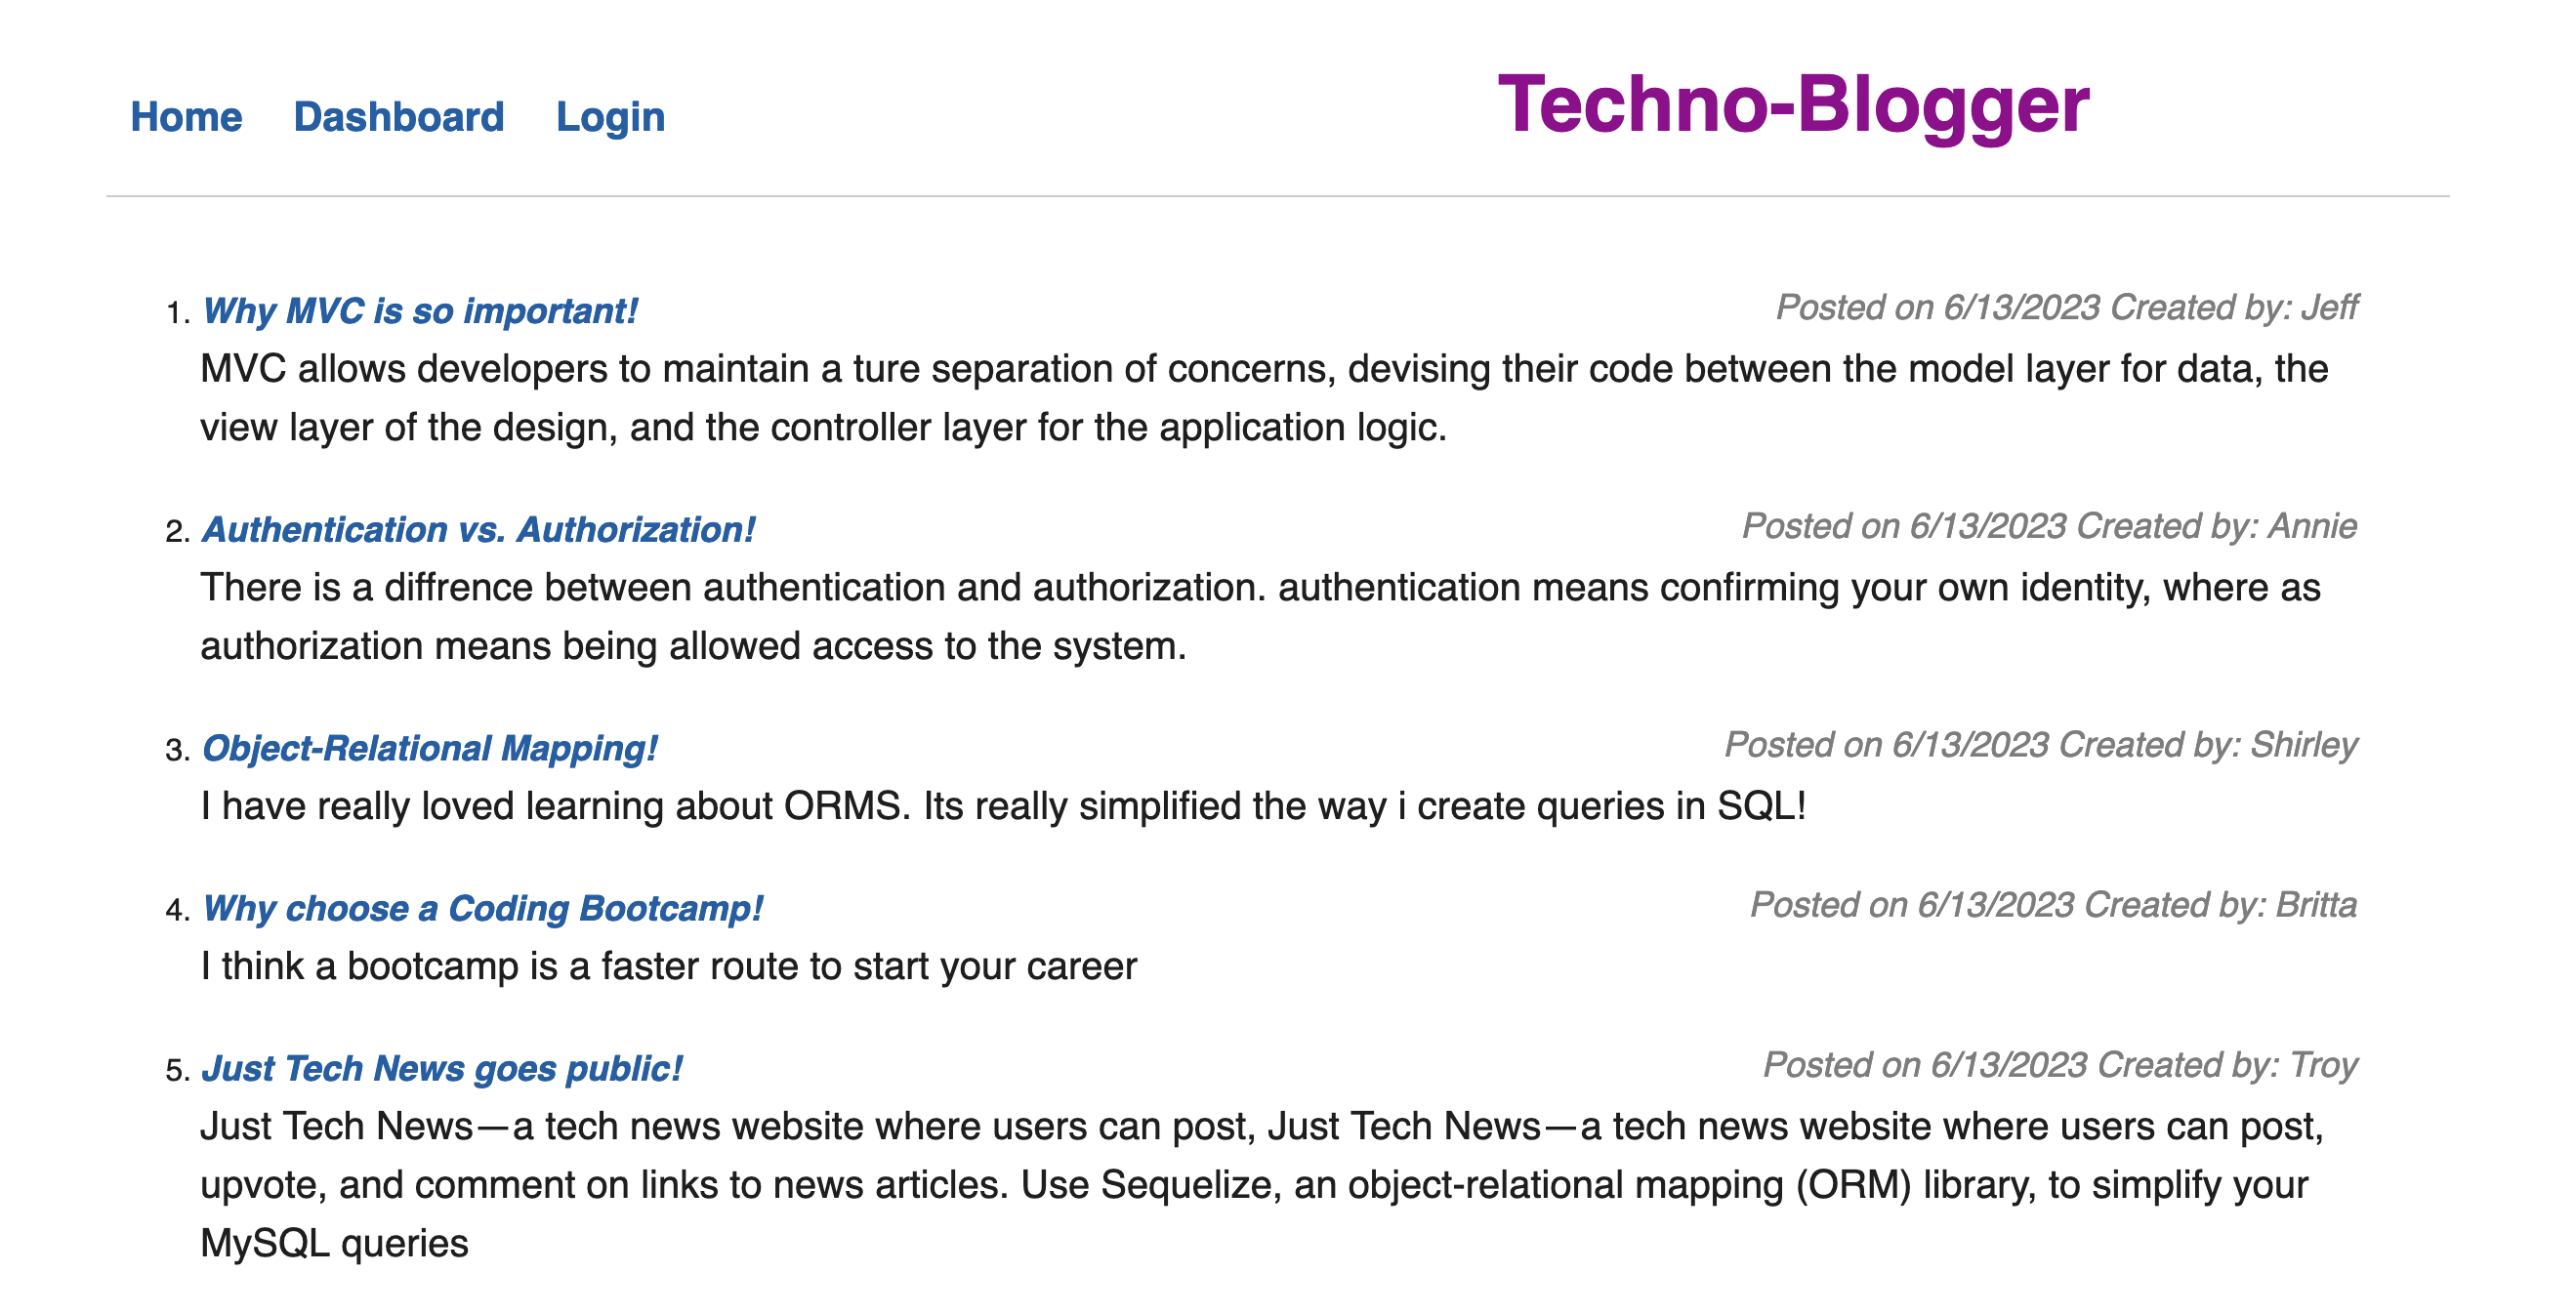 Home Dashboard Login Techno-Blogger
1. Why MVC is so important! Posted on 6/13/2023 Created by: Jeff
MVC allows developers to maintain a ture separation of concerns, devising their code between the model layer for data, the
view layer of the design, and the controller layer for the application logic.
2. Authentication vs. Authorization! Posted on 6/13/2023 Created by: Annie
There is a diffrence between authentication and authorization. authentication means confirming your own identity, where as
authorization means being allowed access to the system.
3. Object-Relational Mapping! Posted on 6/13/2023 Created by: Shirley
I have really loved learning about ORMS. Its really simplified the way i create queries in SQL!
4. Why choose a Coding Bootcamp! Posted on 6/13/2023 Created by: Britta
I think a bootcamp is a faster route to start your career
5. Just Tech News goes public! Posted on 6/13/2023 Created by: Troy
Just Tech News—a tech news website where users can post, Just Tech News—a tech news website where users can post,
upvote, and comment on links to news articles. Use Sequelize, an object-relational mapping (ORM) library, to simplify your
MySQL queries